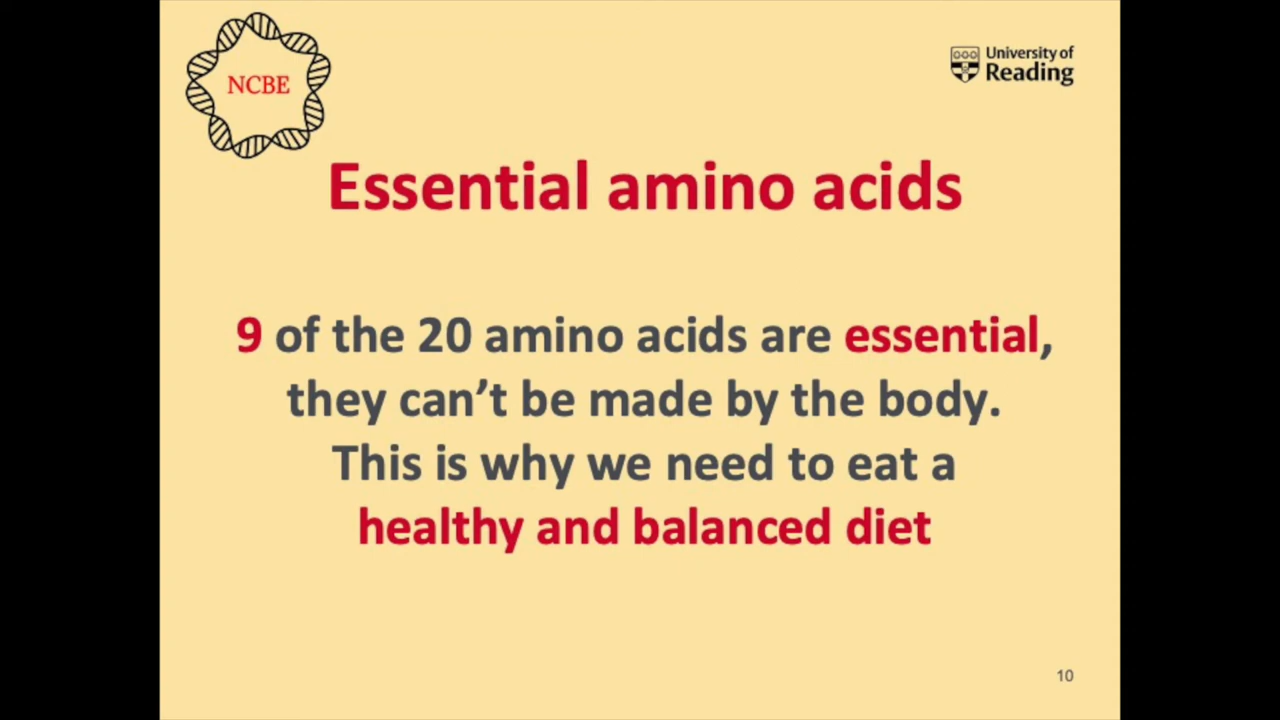 NCBE
University of
Reading
Essential amino acids
9 of the 20 amino acids are essential,
they can’t be made by the body.
This is why we need to eat a
healthy and balanced diet
10